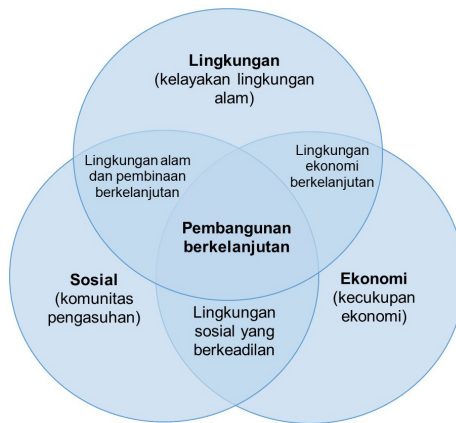 Lingkungan
(kelayakan lingkungan
alam)
Lingkungan alam
dan pembinaan
berkelanjutan
Lingkungan
ekonomi
berkelanjutan
Pembangunan
berkelanjutan
Sosial
(komunitas
pengasuhan)
Ekonomi
(kecukupan
ekonomi)
Lingkungan
sosial yang
berkeadilan